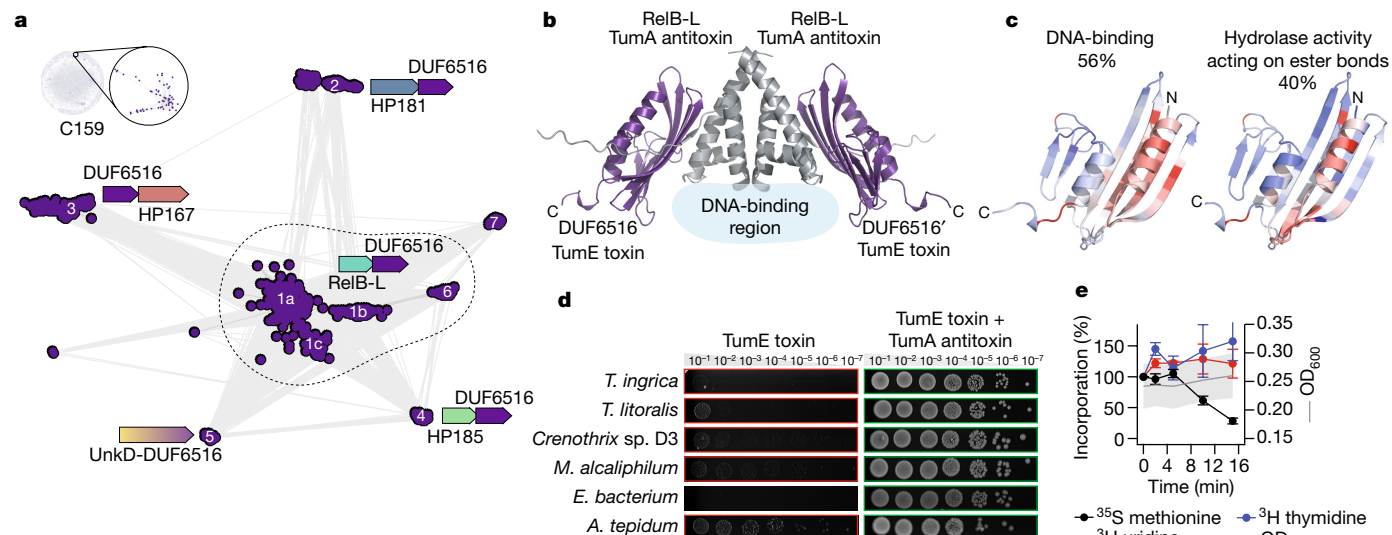 a
C159
DUF6516
2
HP181
DUF6516
3
HP167
7
DUF6516
RelB-L
1a
1b
6
1c
DUF6516
4
HP185
5
UnkD-DUF6516
b
RelB-L
TumA antitoxin
RelB-L
TumA antitoxin
DNA-binding
region
C
DUF6516
TumE toxin
C
DUF6516′
TumE toxin
c
DNA-binding
56%
N
C
Hydrolase activity
acting on ester bonds
40%
N
C
d
TumE toxin
TumE toxin +
TumA antitoxin
10⁻¹ 10⁻² 10⁻³ 10⁻⁴ 10⁻⁵ 10⁻⁶ 10⁻⁷
10⁻¹ 10⁻² 10⁻³ 10⁻⁴ 10⁻⁵ 10⁻⁶ 10⁻⁷
T. ingrica
T. litoralis
Crenothrix sp. D3
M. alcaliphilum
E. bacterium
A. tepidum
e
Incorporation (%)
150
100
50
0
0.35
0.30
0.25
0.20
0.15
OD₆₀₀
0 4 8 12 16
Time (min)
³⁵S methionine
³H thymidine